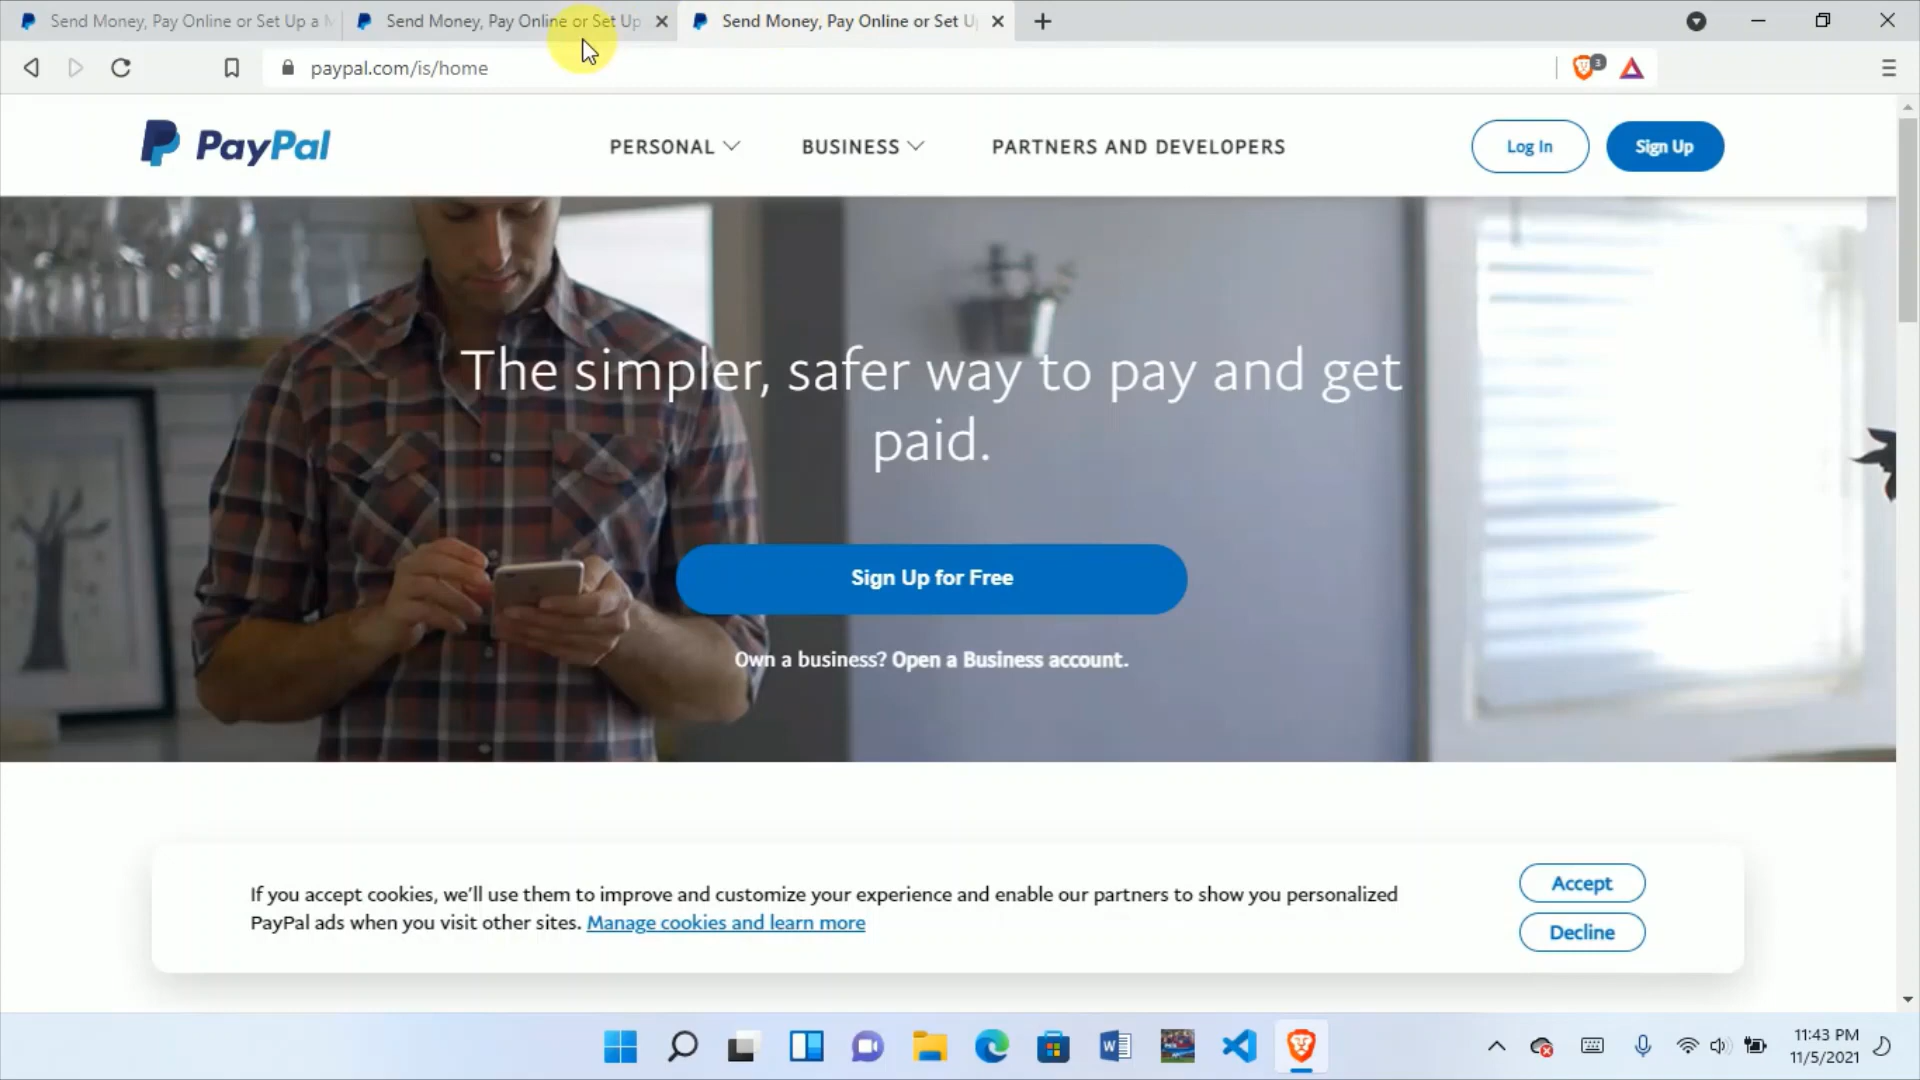 Send Money, Pay Online or Set Up a M
Send Money, Pay Online or Set Up
Send Money, Pay Online or Set U
paypal.com/is/home
3
PayPal
PERSONAL
BUSINESS
PARTNERS AND DEVELOPERS
Log In
Sign Up
The simpler, safer way to pay and get
paid.
Sign Up for Free
Own a business? Open a Business account.
If you accept cookies, we'll use them to improve and customize your experience and enable our partners to show you personalized
PayPal ads when you visit other sites. Manage cookies and learn more
Accept
Decline
W
11:43 PM
11/5/2021